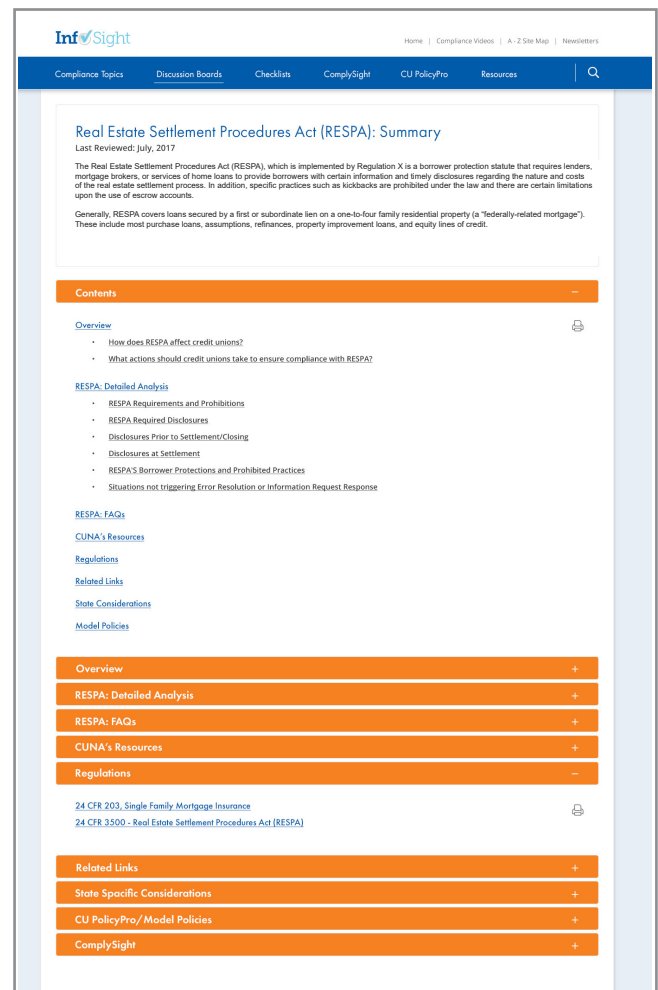 InfoSight
Home | Compliance Videos | A - Z Site Map | Newsletters
Compliance Topics Discussion Boards Checklists ComplySight CU PolicyPro Resources
Real Estate Settlement Procedures Act (RESPA): Summary
Last Reviewed: July, 2017
The Real Estate Settlement Procedures Act (RESPA), which is implemented by Regulation X is a borrower protection statute that requires lenders,
mortgage brokers, or services of home loans to provide borrowers with certain information and timely disclosures regarding the nature and costs
of the real estate settlement process. In addition, specific practices such as kickbacks are prohibited under the law and there are certain limitations
upon the use of escrow accounts.
Generally, RESPA covers loans secured by a first or subordinate lien on a one-to-four family residential property (a "federally-related mortgage").
These include most purchase loans, assumptions, refinances, property improvement loans, and equity lines of credit.
Contents −
Overview
• How does RESPA affect credit unions?
• What actions should credit unions take to ensure compliance with RESPA?
RESPA: Detailed Analysis
• RESPA Requirements and Prohibitions
• RESPA Required Disclosures
• Disclosures Prior to Settlement/Closing
• Disclosures at Settlement
• RESPA'S Borrower Protections and Prohibited Practices
• Situations not triggering Error Resolution or Information Request Response
RESPA: FAQs
CUNA's Resources
Regulations
Related Links
State Considerations
Model Policies
Overview +
RESPA: Detailed Analysis +
RESPA: FAQs +
CUNA's Resources +
Regulations −
24 CFR 203, Single Family Mortgage Insurance
24 CFR 3500 - Real Estate Settlement Procedures Act (RESPA)
Related Links +
State Spacific Considerations +
CU PolicyPro/Model Policies +
ComplySight +